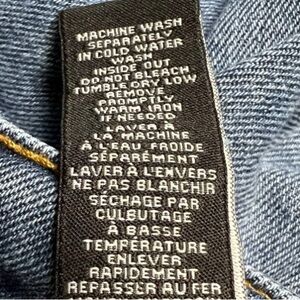 MACHINE WASH
SEPARATELY
IN COLD WATER
WASH
INSIDE OUT
DO NOT BLEACH
TUMBLE DRY LOW
REMOVE
PROMPTLY
WARM IRON
IF NEEDED
LAVER À
LA MACHINE
À L'EAU FROIDE
SÉPARÉMENT
LAVER À L'ENVERS
NE PAS BLANCHIR
SÉCHAGE PAR
CULBUTAGE
À BASSE
TEMPÉRATURE
ENLEVER
RAPIDEMENT
REPASSER AU FER